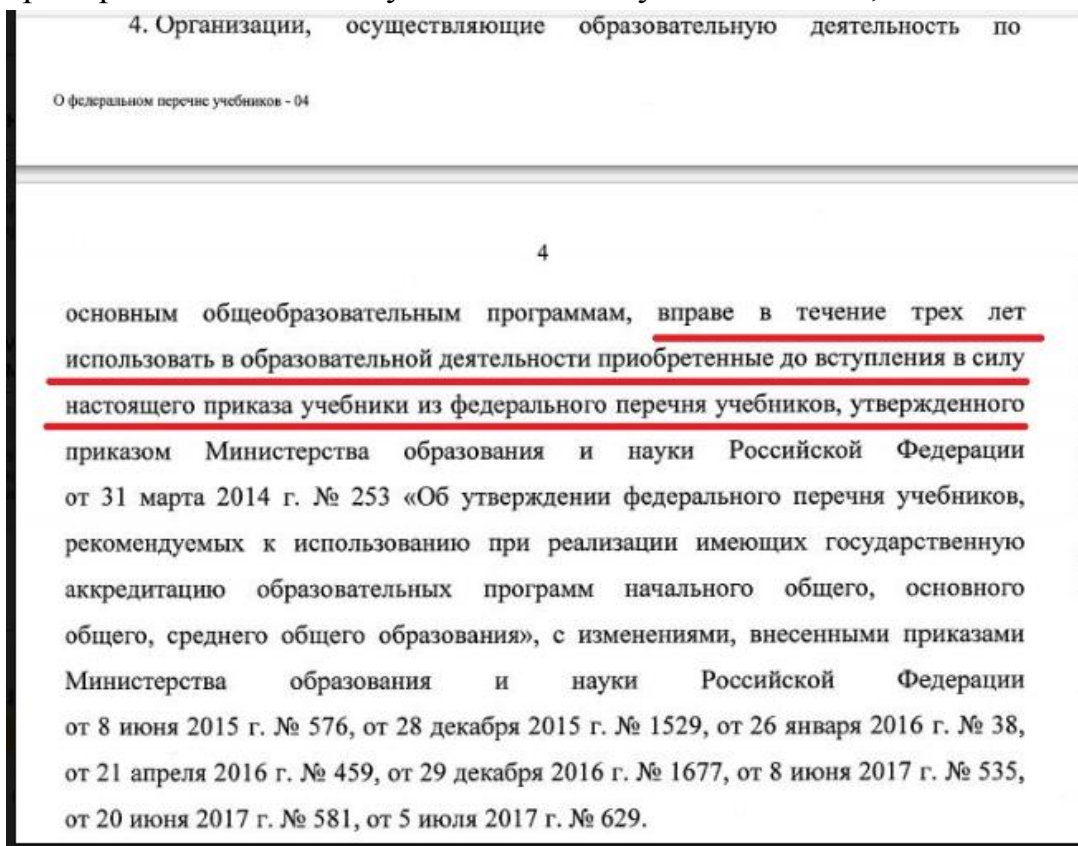 4. Организации, осуществляющие образовательную деятельность по
О федеральном перечне учебников - 04
4
основным общеобразовательным программам, вправе в течение трех лет
использовать в образовательной деятельности приобретенные до вступления в силу
настоящего приказа учебники из федерального перечня учебников, утвержденного
приказом Министерства образования и науки Российской Федерации
от 31 марта 2014 г. № 253 «Об утверждении федерального перечня учебников,
рекомендуемых к использованию при реализации имеющих государственную
аккредитацию образовательных программ начального общего, основного
общего, среднего общего образования», с изменениями, внесенными приказами
Министерства образования и науки Российской Федерации
от 8 июня 2015 г. № 576, от 28 декабря 2015 г. № 1529, от 26 января 2016 г. № 38,
от 21 апреля 2016 г. № 459, от 29 декабря 2016 г. № 1677, от 8 июня 2017 г. № 535,
от 20 июня 2017 г. № 581, от 5 июля 2017 г. № 629.